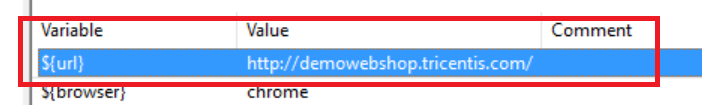 Variable Value Comment
${url} http://demowebshop.tricentis.com/
${browser} chrome